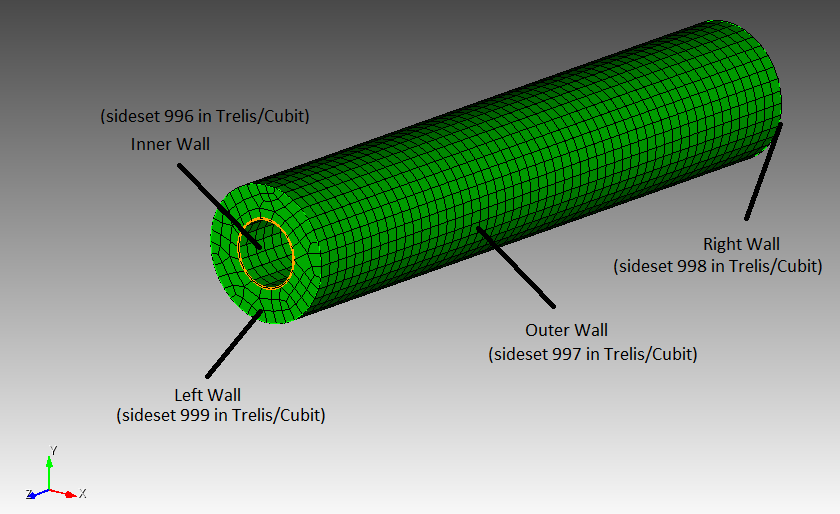 (sideset 996 in Trelis/Cubit)
Inner Wall
Right Wall
(sideset 998 in Trelis/Cubit)
Outer Wall
(sideset 997 in Trelis/Cubit)
Left Wall
(sideset 999 in Trelis/Cubit)
Y
Z
X